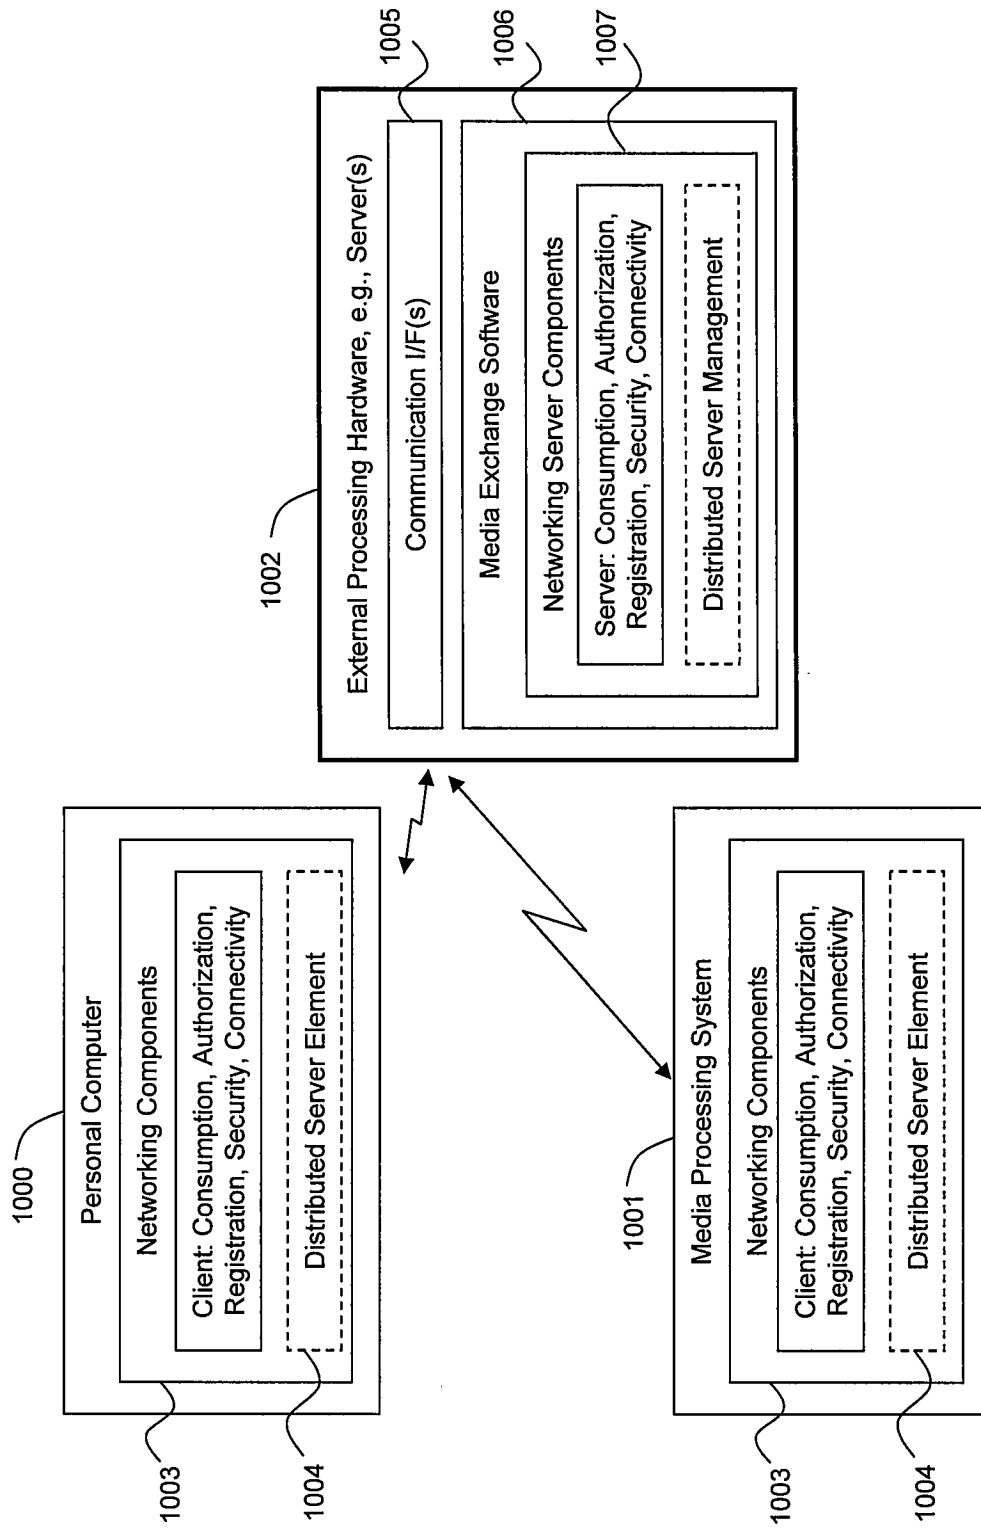 1000
Personal Computer
Networking Components
Client: Consumption, Authorization,
Registration, Security, Connectivity
Distributed Server Element
1003
1004
1002
External Processing Hardware, e.g., Server(s)
Communication I/F(s)
Media Exchange Software
Networking Server Components
Server: Consumption, Authorization,
Registration, Security, Connectivity
Distributed Server Management
1005
1006
1007
1001
Media Processing System
Networking Components
Client: Consumption, Authorization,
Registration, Security, Connectivity
Distributed Server Element
1003
1004